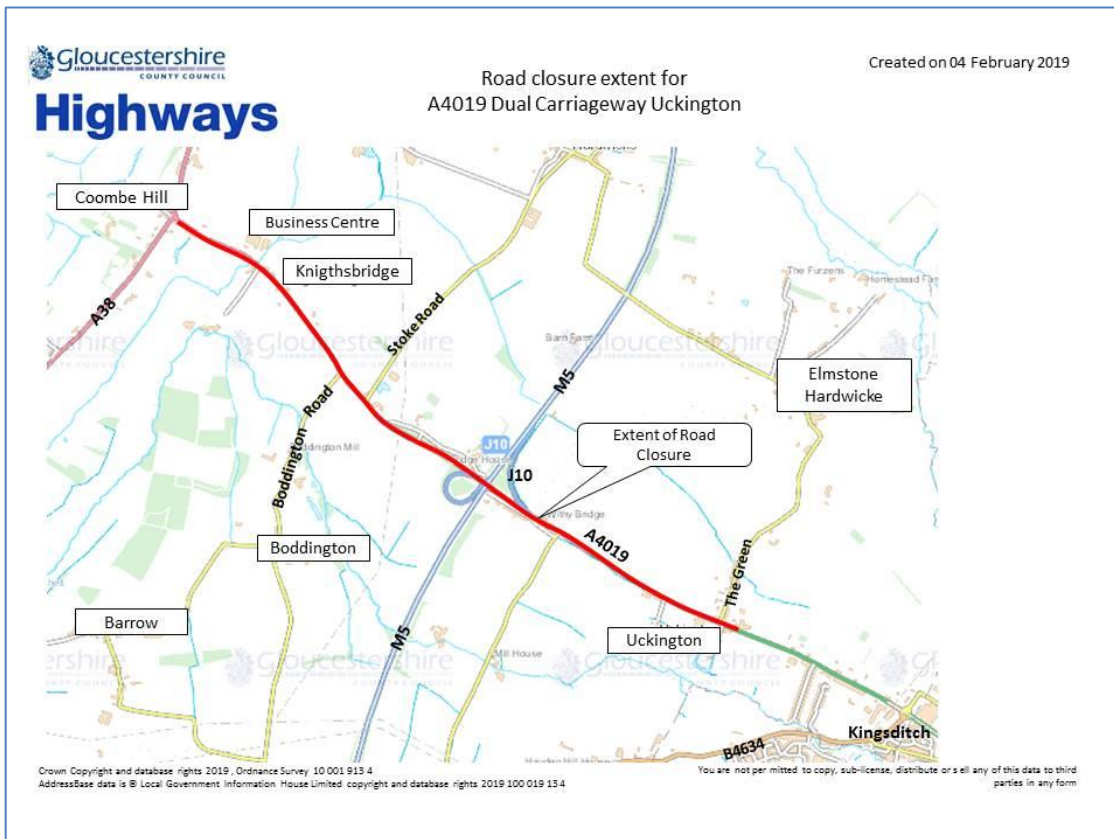 Gloucestershire
COUNTY COUNCIL
Highways
Road closure extent for
A4019 Dual Carriageway Uckington
Created on 04 February 2019
Coombe Hill
Business Centre
Knigthsbridge
A38
Stoke Road
The Furzens
Barn Farm
Elmstone
Hardwicke
M5
Boddington Road
Extent of Road
Closure
J10
J10
Withy Bridge
A4019
Boddington
The Green
Barrow
M5
Uckington
Mill House
Kingsditch
B4634
Crown Copyright and database rights 2019 , Ordnance Survey 10 001 913 4
AddressBase data is © Local Government Information House Limited copyright and database rights 2019 100 019 13 4
You are not per mitted to copy, sub-license, distribute or s ell any of this data to third
parties in any form